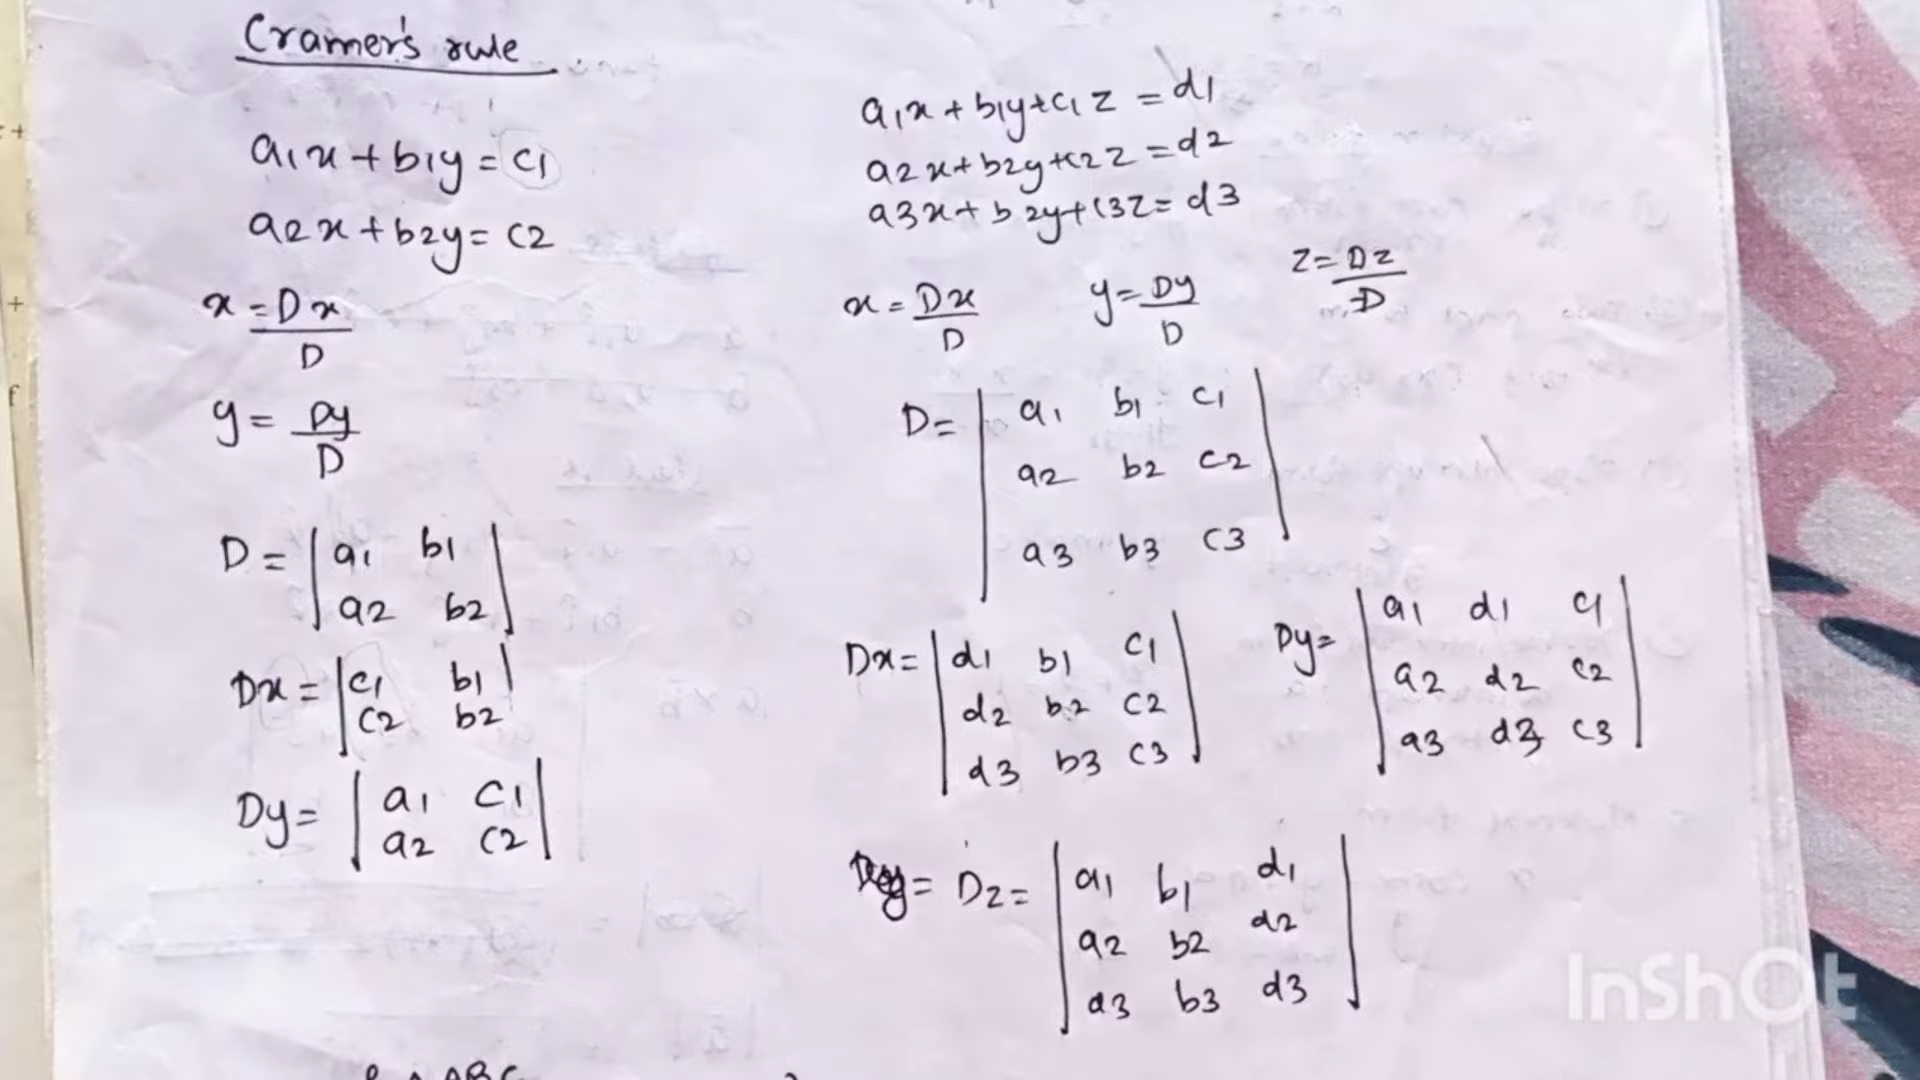 Cramer's rule
a1x + b1y = c1
a2x + b2y = c2
x = Dx
D
y = Dy
D
D = | a1 b1 |
| a2 b2 |
Dx = | c1 b1 |
| c2 b2 |
Dy = | a1 c1 |
| a2 c2 |
a1x + b1y + c1z = d1
a2x + b2y + c2z = d2
a3x + b2y + c3z = d3
x = Dx y = Dy z = Dz
D D D
D = | a1 b1 c1 |
| a2 b2 c2 |
| a3 b3 c3 |
Dx = | d1 b1 c1 |
| d2 b2 c2 |
| d3 b3 c3 |
Dy = | a1 d1 c1 |
| a2 d2 c2 |
| a3 d3 c3 |
= Dz = | a1 b1 d1 |
| a2 b2 d2 |
| a3 b3 d3 |
InShOt